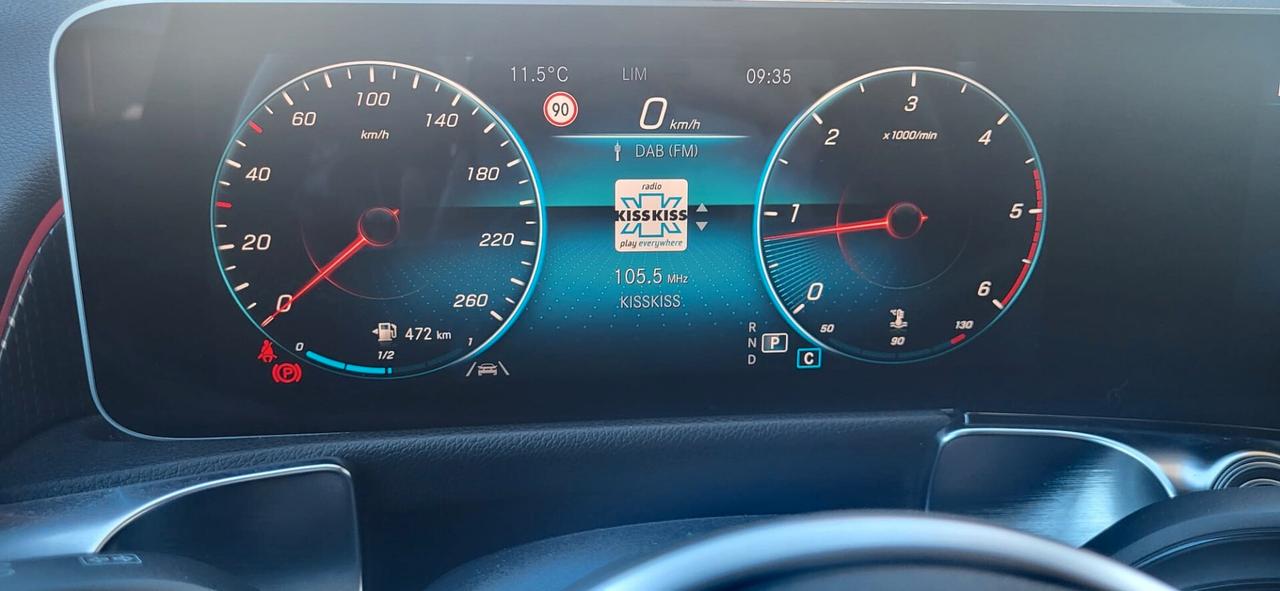 11.5°C LIM 09:35
90
0 km/h
DAB (FM)
radio
KISS KISS
play everywhere
105.5 MHz
KISSKISS
0
20
40
60
100
140
180
220
260
km/h
472 km
0 1/2 1
P
0
1
2
3
4
5
6
x1000/min
50 90 130
R
N P
D
C